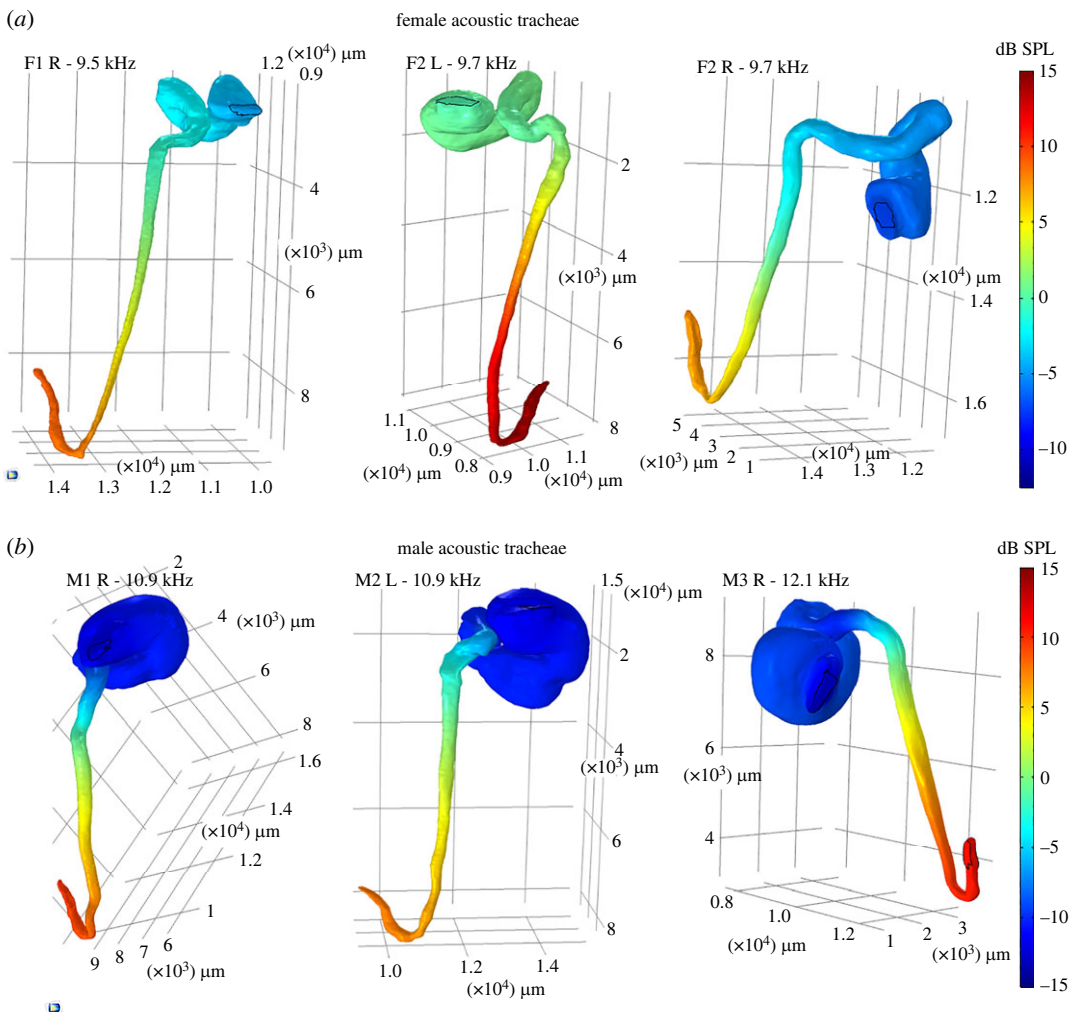 (a)
female acoustic tracheae
F1 R - 9.5 kHz
1.2 (×10⁴) µm
0.9
4
(×10³) µm
6
8
(×10⁴) µm
1.4 1.3 1.2 1.1 1.0
F2 L - 9.7 kHz
2
4
(×10³) µm
6
8
1.1
1.0
0.9
0.8
(×10⁴) µm
0.9
1.0
1.1
(×10⁴) µm
F2 R - 9.7 kHz
1.2
(×10⁴) µm
1.4
1.6
5
4
3
2
1
(×10³) µm
(×10⁴) µm
1.4
1.3
1.2
dB SPL
15
10
5
0
−5
−10
(b)
male acoustic tracheae
M1 R - 10.9 kHz
2
4
(×10³) µm
6
8
1.6
1.4
(×10⁴) µm
1.2
1
9 8 7 6
(×10³) µm
M2 L - 10.9 kHz
1.5
(×10⁴) µm
2
4
(×10³) µm
6
8
1.0
1.2
1.4
(×10⁴) µm
M3 R - 12.1 kHz
8
6
(×10³) µm
4
0.8
1.0
1.2
(×10⁴) µm
1
2
3
(×10³) µm
dB SPL
15
10
5
0
−5
−10
−15